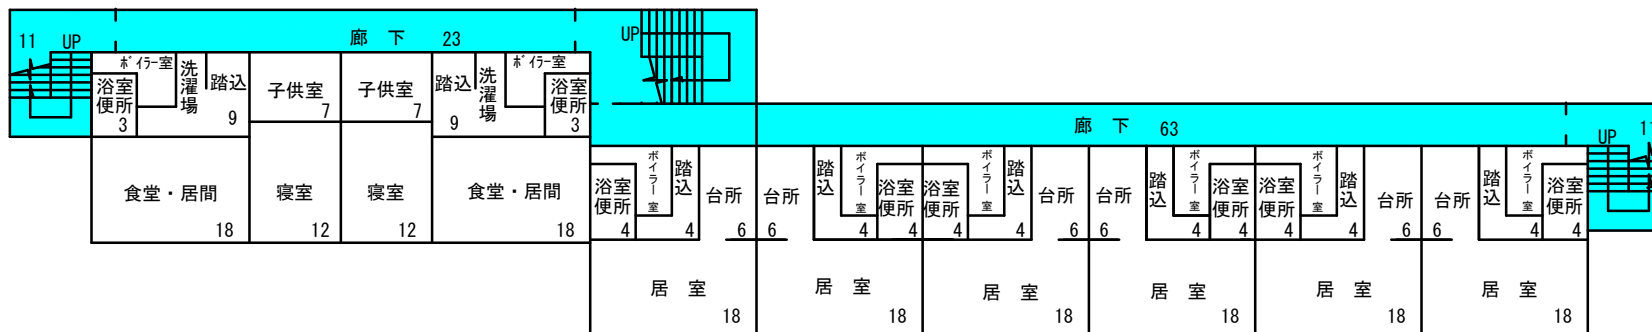 11 UP
廊 下 23
UP
ボイラー室
洗濯場
踏込
9
浴室
便所
3
子供室
7
子供室
7
踏込
9
洗濯場
ボイラー室
浴室
便所
3
食堂・居間
18
寝室
12
寝室
12
食堂・居間
18
廊 下 63
11
UP
浴室
便所
4
ボイラー室
踏込
4
台所
6
台所
6
踏込
ボイラー室
4
浴室
便所
4
浴室
便所
4
ボイラー室
踏込
4
台所
6
台所
6
踏込
ボイラー室
4
浴室
便所
4
浴室
便所
4
ボイラー室
踏込
4
台所
6
台所
6
踏込
ボイラー室
4
浴室
便所
4
居 室
18
居 室
18
居 室
18
居 室
18
居 室
18
居 室
18